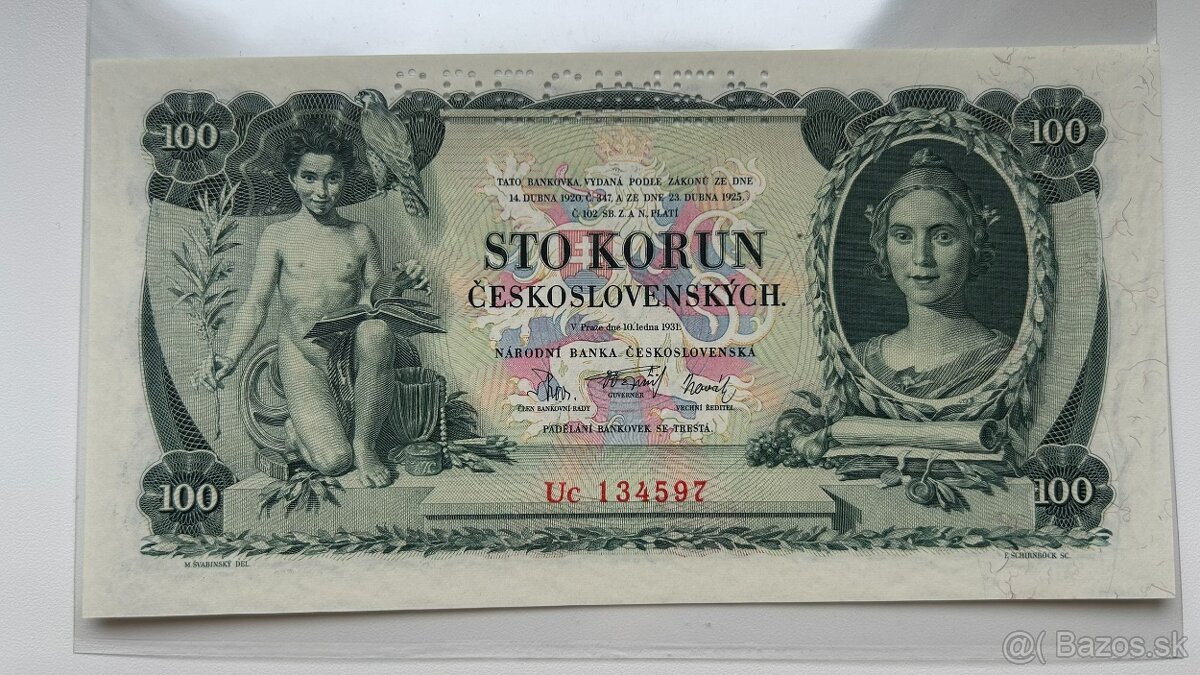 100
100
TATO BANKOVKA, VYDANÁ PODLE ZÁKONŮ ZE DNE
14. DUBNA 1920, Č. 347, A ZE DNE 23. DUBNA 1925,
Č. 102, SB. Z. A N., PLATÍ
STO KORUN
ČESKOSLOVENSKÝCH.
V Praze dne 10. ledna 1931.
NÁRODNÍ BANKA ČESKOSLOVENSKÁ
ČLEN BANKOVNÍ RADY
GUVERNÉR
VRCHNÍ ŘEDITEL
PADĚLÁNÍ BANKOVEK SE TRESTÁ.
100
Uc 134597
100
M. ŠVABINSKÝ DEL.
F. SCHIRNBÖCK SC.
@( Bazos.sk